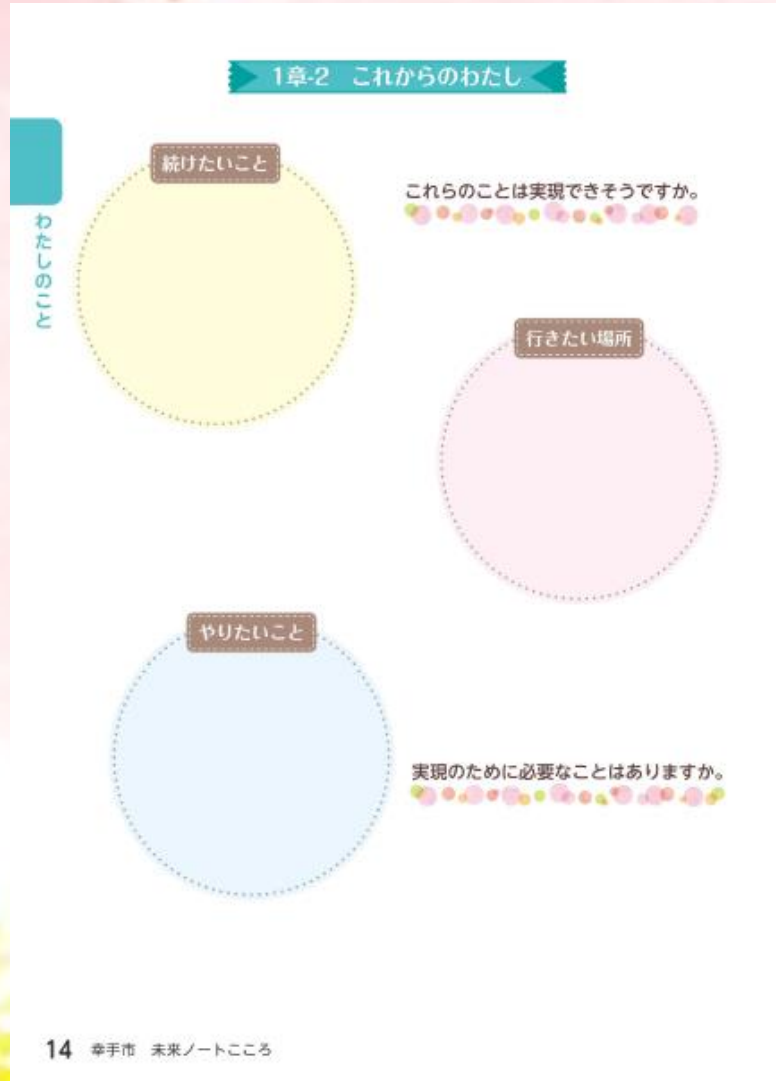 1章-2 これからのわたし
わたしのこと
続けたいこと
これらのことは実現できそうですか。
行きたい場所
やりたいこと
実現のために必要なことはありますか。
14 幸手市 未来ノートこころ